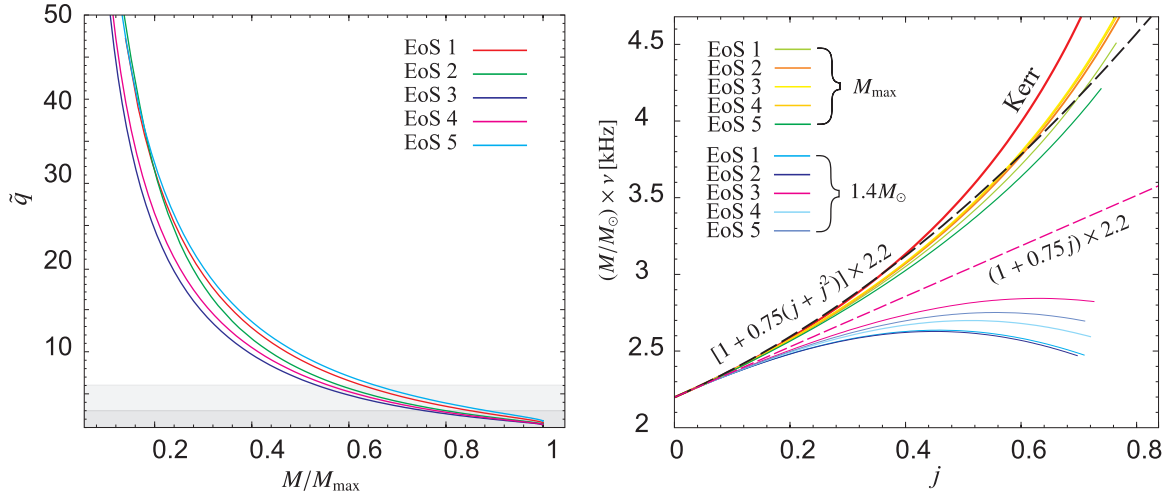 50
40
30
20
10
q̃
0.2
0.4
0.6
0.8
1
M/M_max
EoS 1
EoS 2
EoS 3
EoS 4
EoS 5
4.5
4
3.5
3
2.5
2
(M/M_⊙) × ν [kHz]
0
0.2
0.4
0.6
0.8
j
EoS 1
EoS 2
EoS 3
EoS 4
EoS 5
M_max
EoS 1
EoS 2
EoS 3
EoS 4
EoS 5
1.4M_⊙
Kerr
[1 + 0.75(j + j²)] × 2.2
(1 + 0.75j) × 2.2